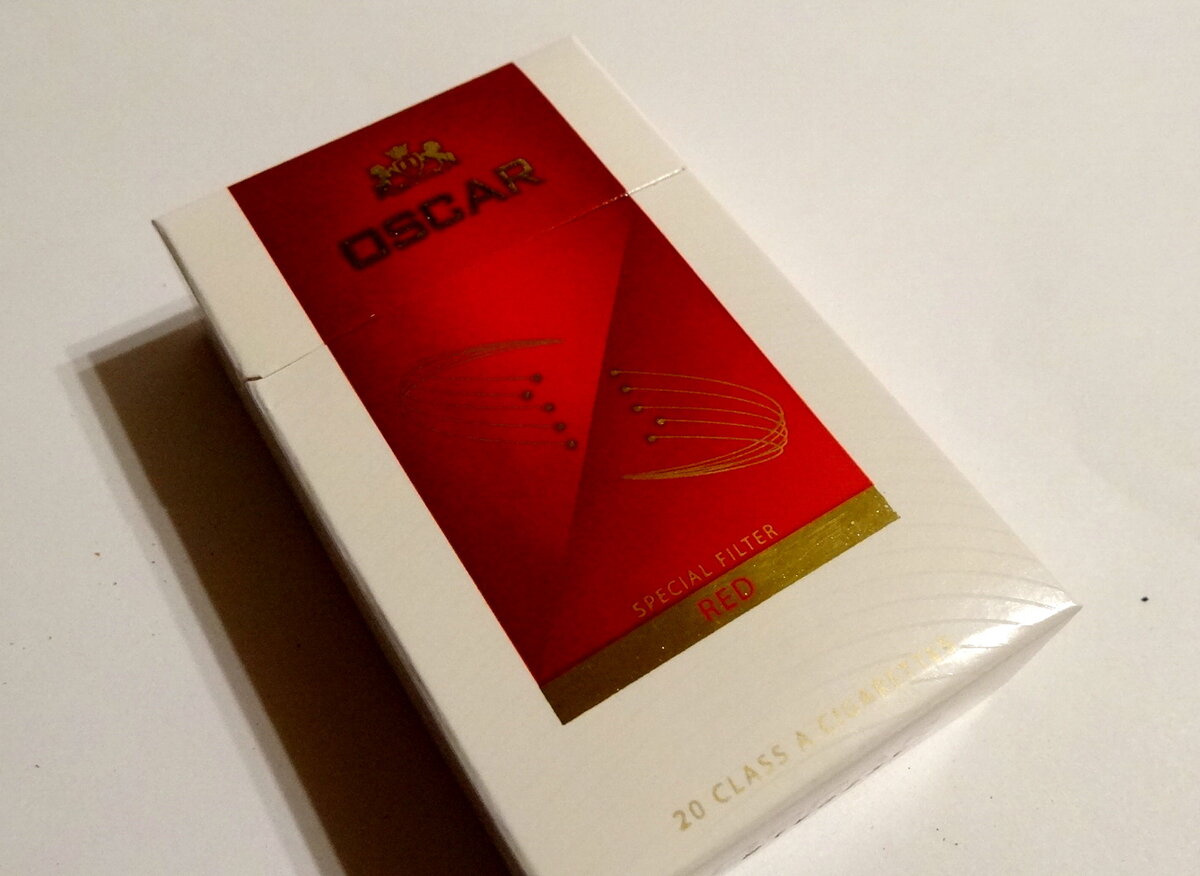 OSCAR
SPECIAL FILTER
RED
20 CLASS A CIGARETTES